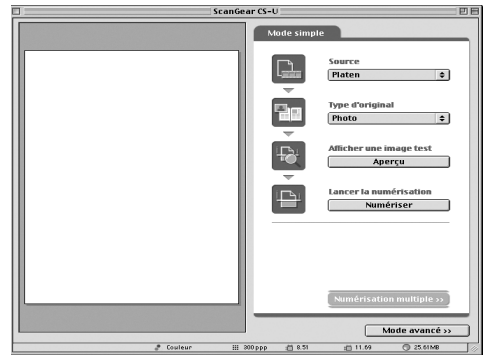 ScanGear CS-U
Mode simple
Source
Platen
Type d'original
Photo
Afficher une image test
Aperçu
Lancer la numérisation
Numériser
Numérisation multiple >>
Mode avancé >>
Couleur 300 ppp 8.51 11.69 25.61MB